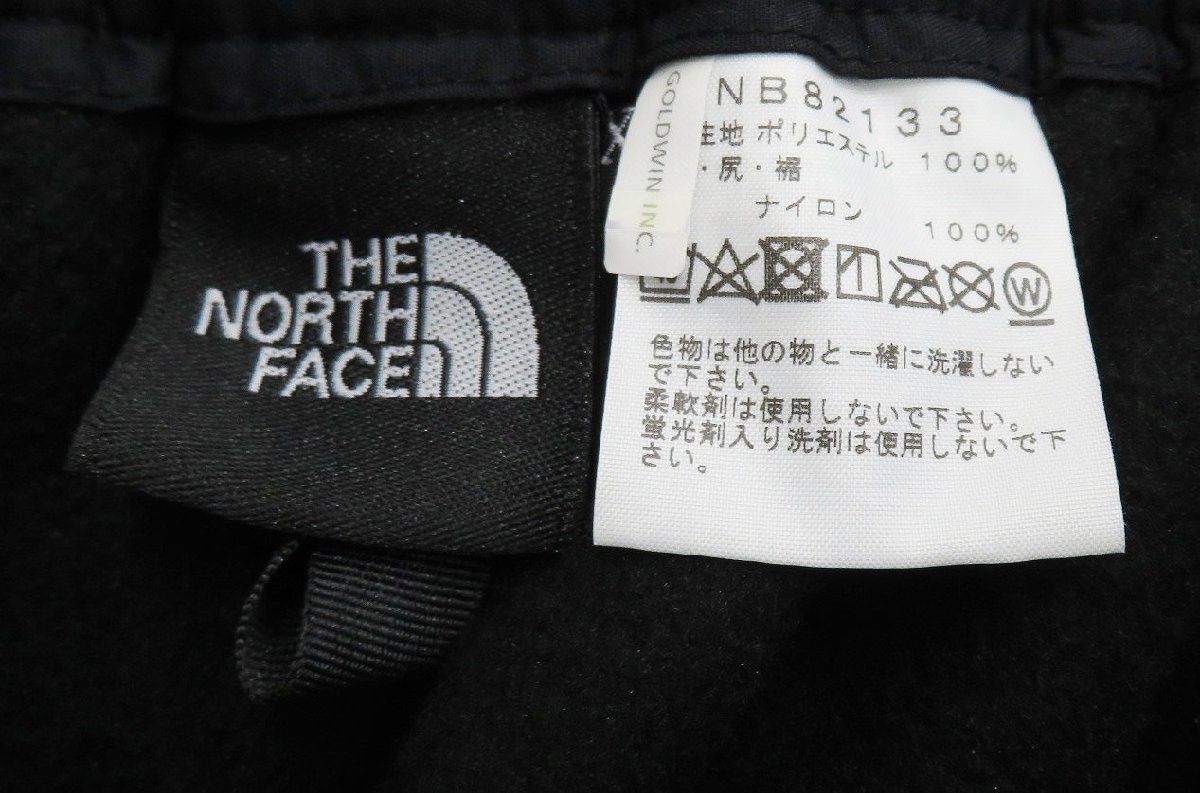 THE
NORTH
FACE
GOLDWIN INC.
NB82133
生地 ポリエステル 100%
・尻・裾
ナイロン 100%
W
色物は他の物と一緒に洗濯しない
で下さい。
柔軟剤は使用しないで下さい。
蛍光剤入り洗剤は使用しないで下
さい。